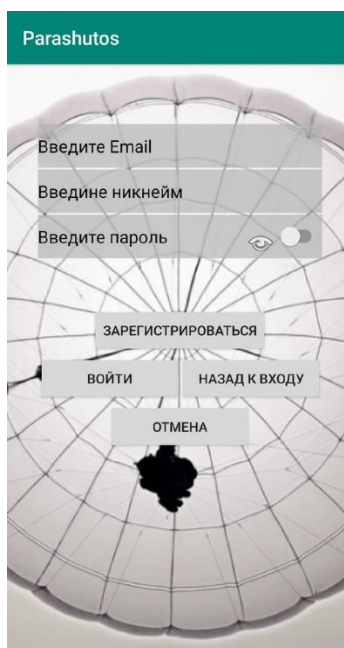 Parashutos
Введите Email
Введине никнейм
Введите пароль
ЗАРЕГИСТРИРОВАТЬСЯ
ВОЙТИ НАЗАД К ВХОДУ
ОТМЕНА